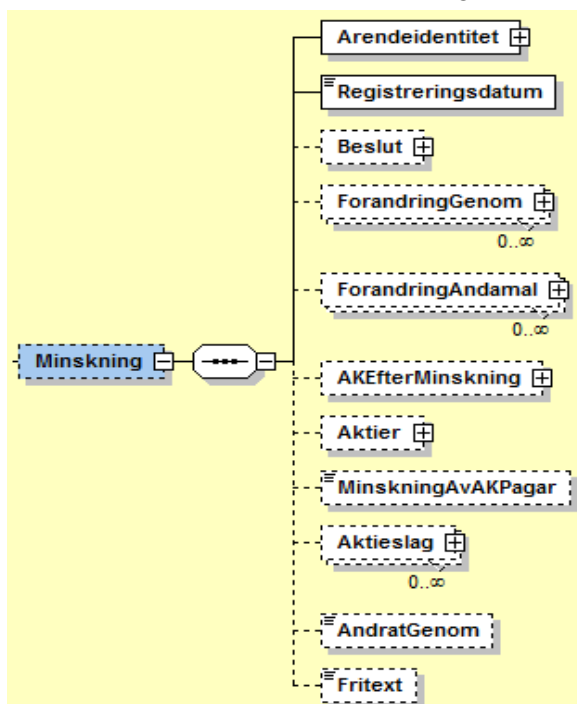 Arendeidentitet
Registreringsdatum
Beslut
ForandringGenom
0..∞
ForandringAndamal
0..∞
Minskning
AKEfterMinskning
Aktier
MinskningAvAKPagar
Aktieslag
0..∞
AndratGenom
Fritext